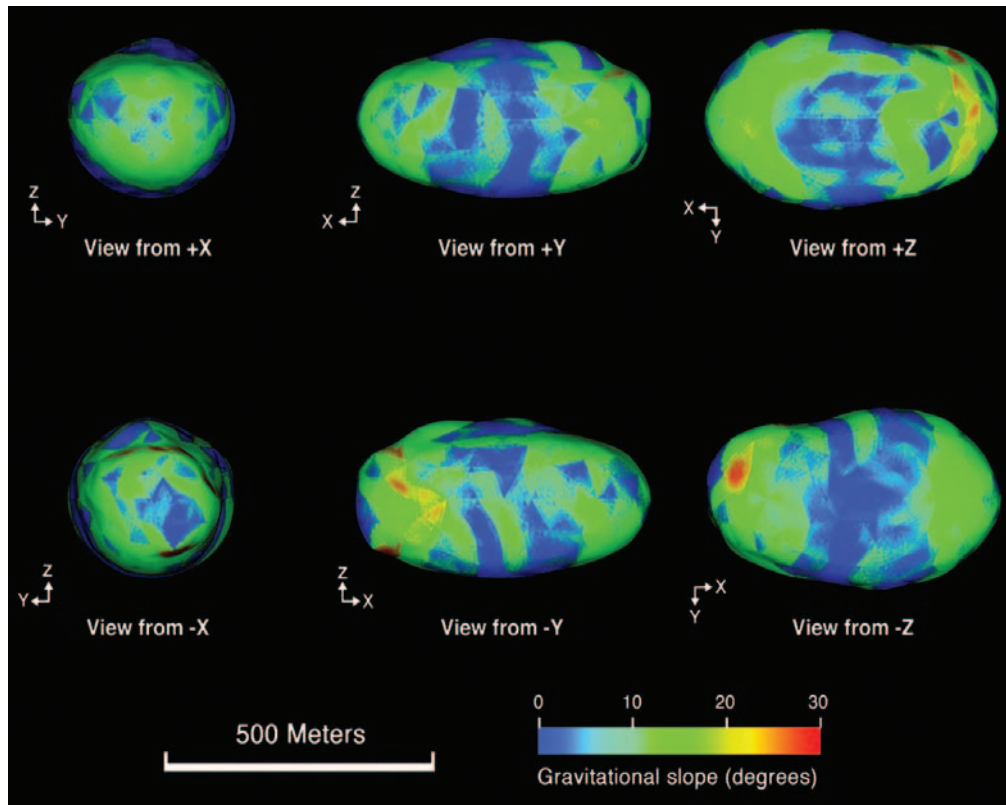 Z
Y
View from +X
Z
X
View from +Y
X
Y
View from +Z
Z
Y
View from -X
Z
X
View from -Y
X
Y
View from -Z
500 Meters
0 10 20 30
Gravitational slope (degrees)